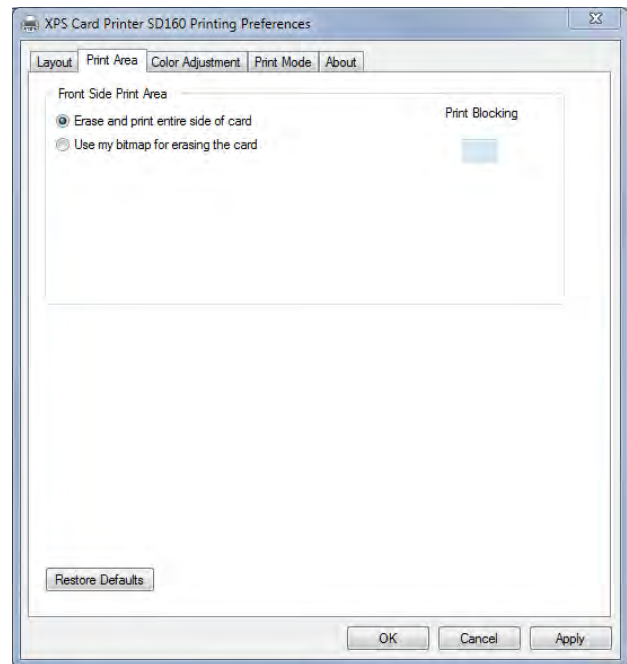 XPS Card Printer SD160 Printing Preferences
Layout Print Area Color Adjustment Print Mode About
Front Side Print Area
Erase and print entire side of card
Print Blocking
Use my bitmap for erasing the card
Restore Defaults
OK Cancel Apply